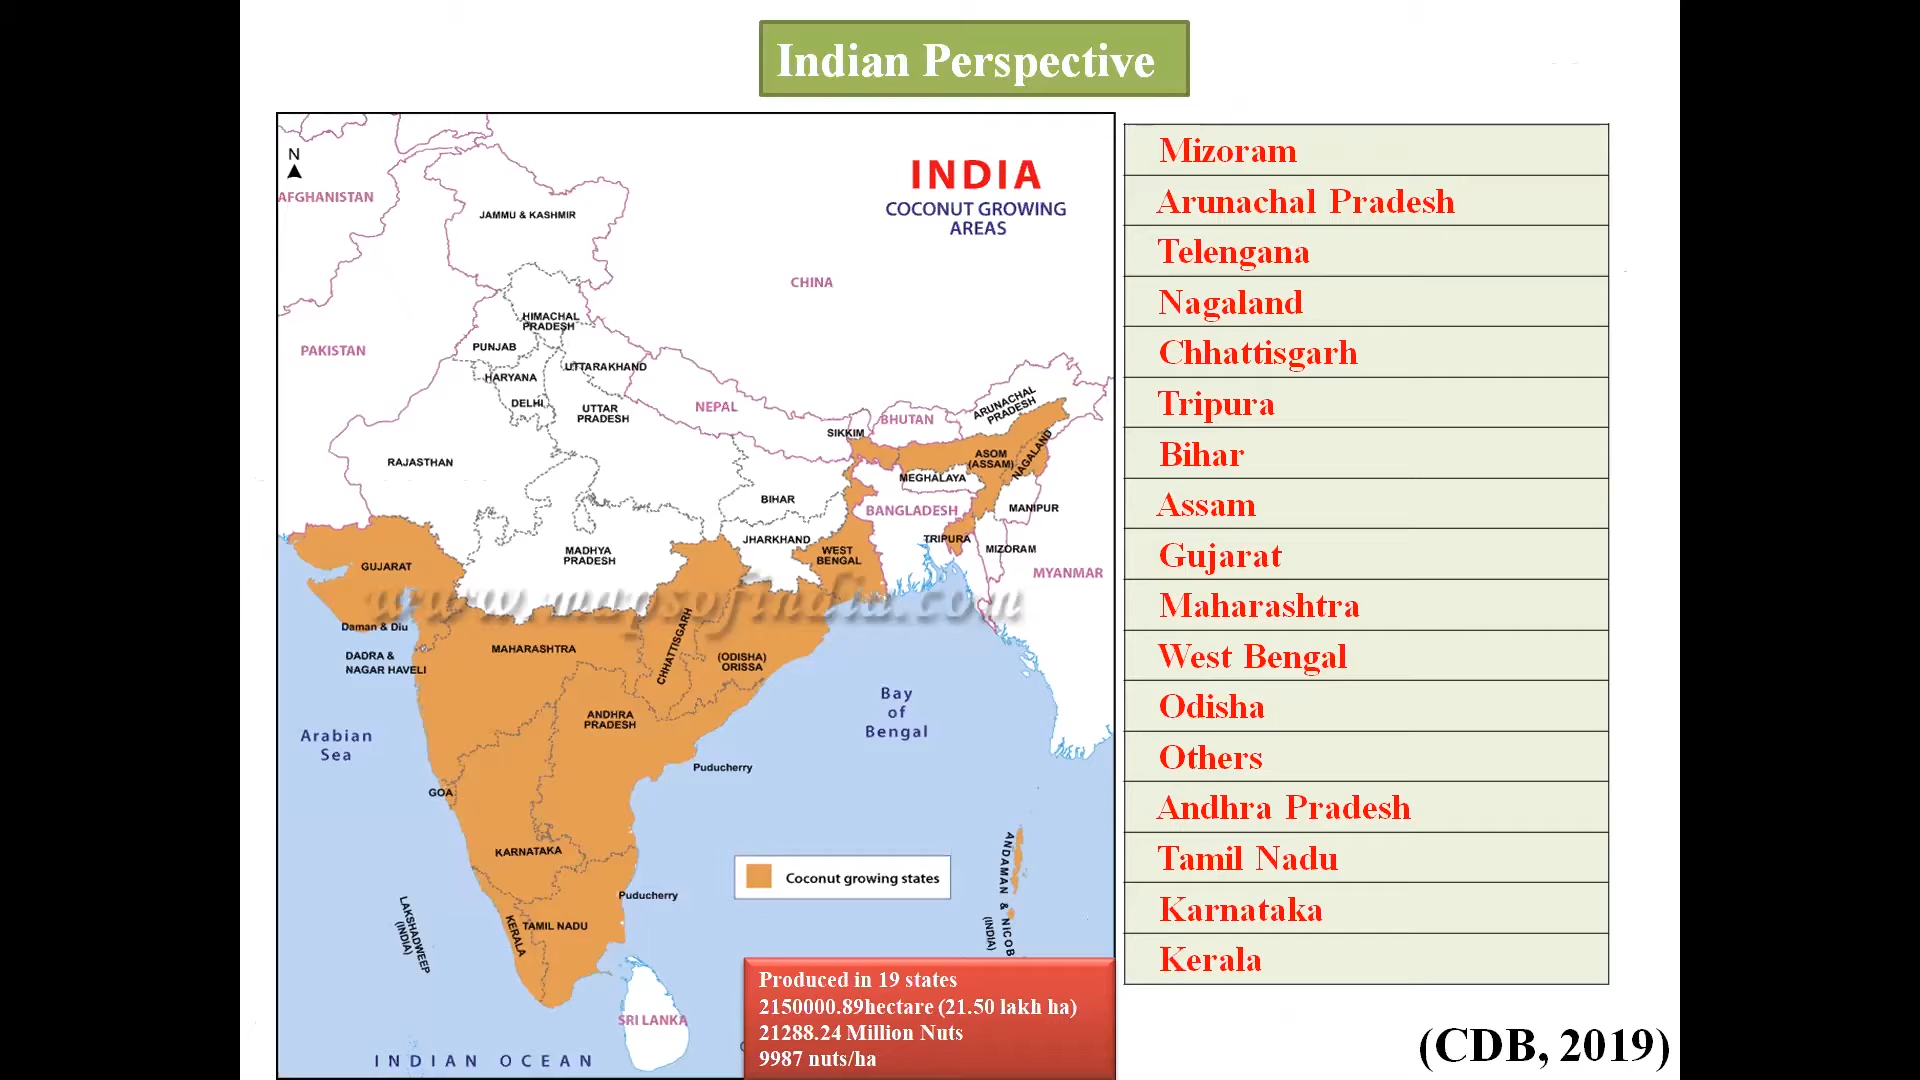 Indian Perspective
INDIA
COCONUT GROWING
AREAS
N
AFGHANISTAN
JAMMU & KASHMIR
CHINA
HIMACHAL
PRADESH
PUNJAB
PAKISTAN
UTTARAKHAND
HARYANA
DELHI
UTTAR
PRADESH
NEPAL
BHUTAN
ARUNACHAL
PRADESH
SIKKIM
RAJASTHAN
ASOM
(ASSAM)
NAGALAND
MEGHALAYA
BIHAR
BANGLADESH
MANIPUR
JHARKHAND
TRIPURA
MIZORAM
WEST
BENGAL
MADHYA
PRADESH
GUJARAT
MYANMAR
www.mapsofindia.com
Daman & Diu
DADRA &
NAGAR HAVELI
MAHARASHTRA
CHHATTISGARH
(ODISHA)
ORISSA
ANDHRA
PRADESH
Bay
of
Bengal
Arabian
Sea
Puducherry
GOA
KARNATAKA
Coconut growing states
Puducherry
KERALA
TAMIL NADU
LAKSHADWEEP
(INDIA)
ANDAMAN & NICOB
(INDIA)
SRI LANKA
INDIAN OCEAN
Produced in 19 states
2150000.89hectare (21.50 lakh ha)
21288.24 Million Nuts
9987 nuts/ha
Mizoram
Arunachal Pradesh
Telengana
Nagaland
Chhattisgarh
Tripura
Bihar
Assam
Gujarat
Maharashtra
West Bengal
Odisha
Others
Andhra Pradesh
Tamil Nadu
Karnataka
Kerala
(CDB, 2019)